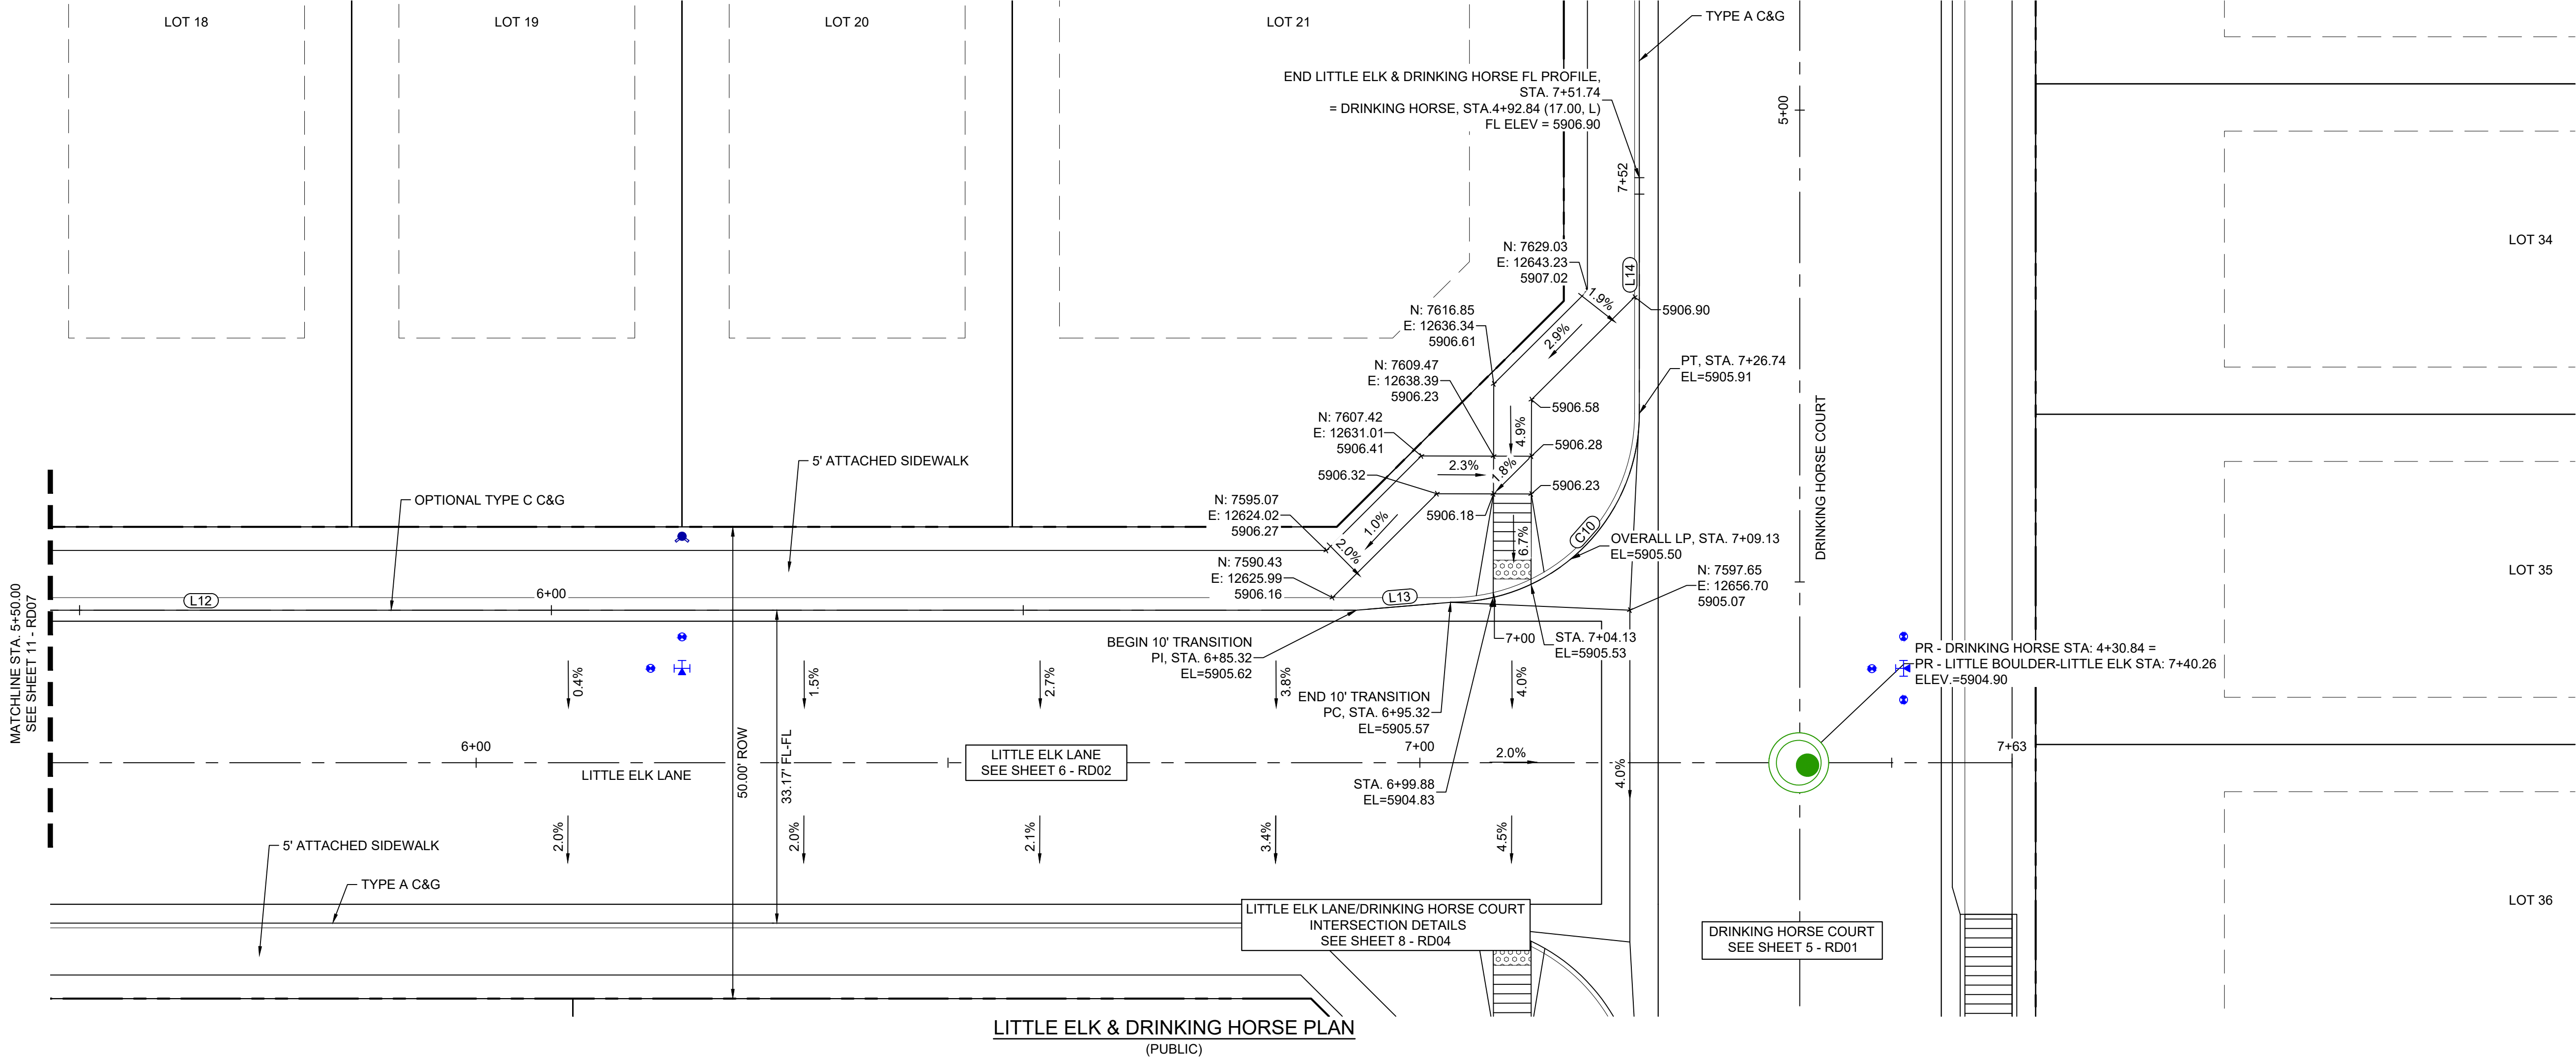 LOT 18
LOT 19
LOT 20
LOT 21
TYPE A C&G
END LITTLE ELK & DRINKING HORSE FL PROFILE,
STA. 7+51.74
= DRINKING HORSE, STA.4+92.84 (17.00, L)
FL ELEV = 5906.90
5+00
7+52
LOT 34
N: 7629.03
E: 12643.23
5907.02
L14
1.9%
5906.90
N: 7616.85
E: 12636.34
5906.61
2.9%
PT, STA. 7+26.74
EL=5905.91
N: 7609.47
E: 12638.39
5906.23
5906.58
N: 7607.42
E: 12631.01
5906.41
4.9%
5906.28
DRINKING HORSE COURT
5' ATTACHED SIDEWALK
2.3%
1.8%
5906.32
5906.23
OPTIONAL TYPE C C&G
N: 7595.07
E: 12624.02
5906.27
1.0%
5906.18
2.0%
6.7%
C10
OVERALL LP, STA. 7+09.13
EL=5905.50
LOT 35
N: 7590.43
E: 12625.99
5906.16
N: 7597.65
E: 12656.70
5905.07
MATCHLINE STA. 5+50.00
SEE SHEET 11 - RD07
L12
6+00
L13
BEGIN 10' TRANSITION
PI, STA. 6+85.32
EL=5905.62
7+00
STA. 7+04.13
EL=5905.53
PR - DRINKING HORSE STA: 4+30.84 =
PR - LITTLE BOULDER-LITTLE ELK STA: 7+40.26
ELEV.=5904.90
0.4%
1.5%
2.7%
3.8%
4.0%
END 10' TRANSITION
PC, STA. 6+95.32
EL=5905.57
50.00' ROW
33.17' FL-FL
6+00
LITTLE ELK LANE
LITTLE ELK LANE
SEE SHEET 6 - RD02
7+00
2.0%
4.0%
7+63
STA. 6+99.88
EL=5904.83
2.0%
2.0%
2.1%
3.4%
4.5%
5' ATTACHED SIDEWALK
TYPE A C&G
LITTLE ELK LANE/DRINKING HORSE COURT
INTERSECTION DETAILS
SEE SHEET 8 - RD04
DRINKING HORSE COURT
SEE SHEET 5 - RD01
LOT 36
LITTLE ELK & DRINKING HORSE PLAN
(PUBLIC)